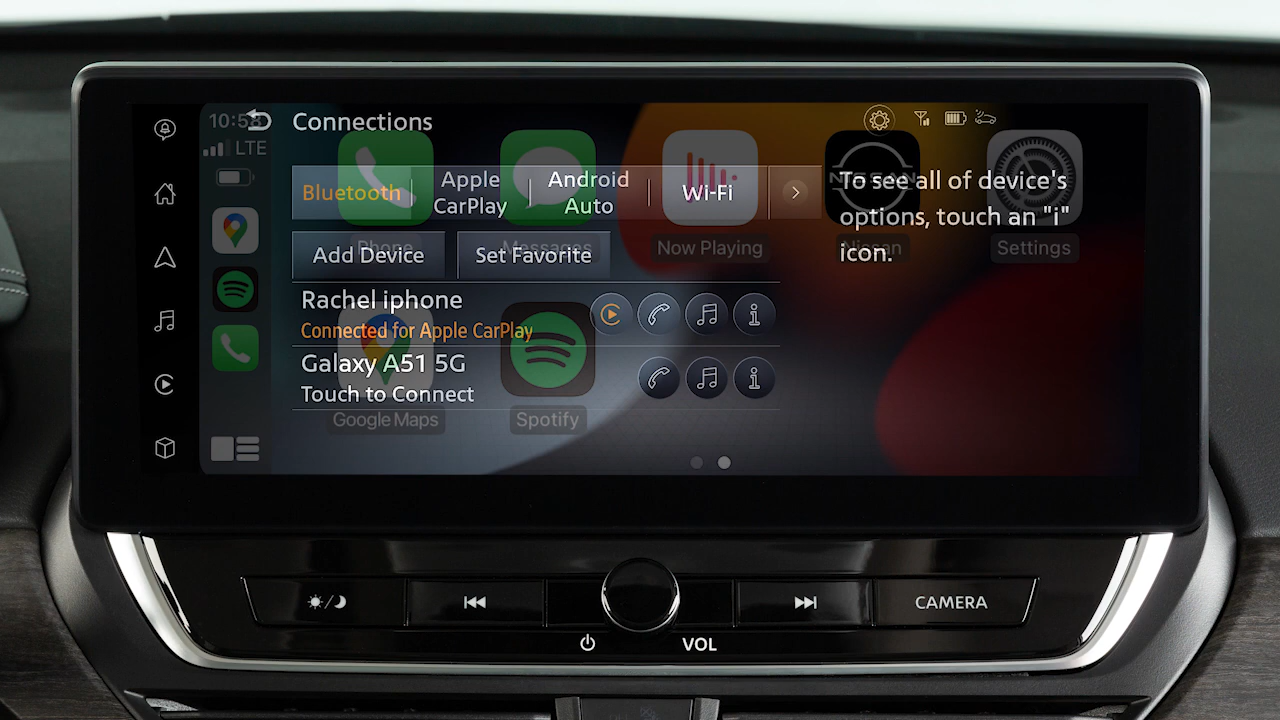 10:58
Connections
LTE
Bluetooth
Apple
CarPlay
Android
Auto
Wi-Fi
To see all of device's
options, touch an "i"
icon.
NISSAN
Phone
Messages
Now Playing
Nissan
Settings
Add Device
Set Favorite
Rachel iphone
Connected for Apple CarPlay
Galaxy A51 5G
Touch to Connect
Google Maps
Spotify
CAMERA
VOL